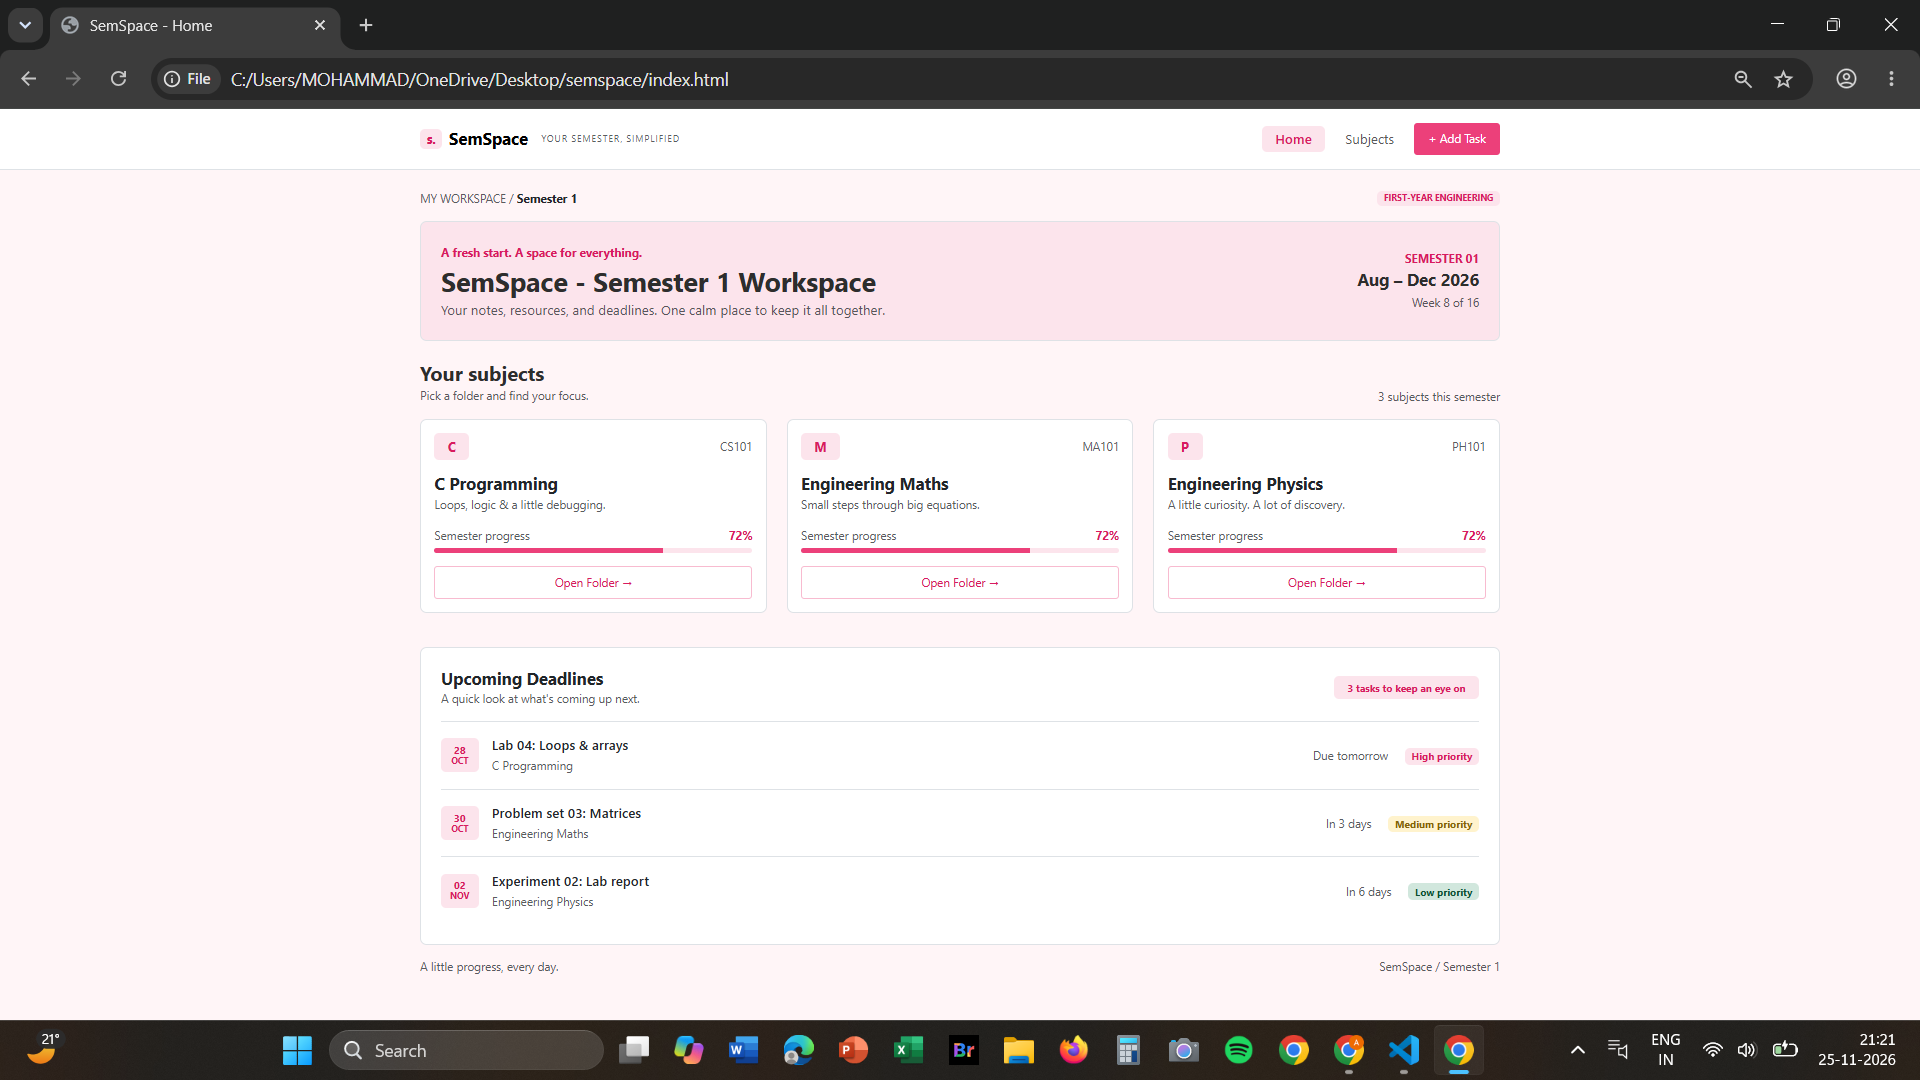 SemSpace - Home
File
C:/Users/MOHAMMAD/OneDrive/Desktop/semspace/index.html
s. SemSpace YOUR SEMESTER, SIMPLIFIED
Home Subjects + Add Task
MY WORKSPACE / Semester 1
FIRST-YEAR ENGINEERING
A fresh start. A space for everything.
SemSpace - Semester 1 Workspace
Your notes, resources, and deadlines. One calm place to keep it all together.
SEMESTER 01
Aug – Dec 2026
Week 8 of 16
Your subjects
Pick a folder and find your focus.
3 subjects this semester
C CS101
C Programming
Loops, logic & a little debugging.
Semester progress 72%
Open Folder →
M MA101
Engineering Maths
Small steps through big equations.
Semester progress 72%
Open Folder →
P PH101
Engineering Physics
A little curiosity. A lot of discovery.
Semester progress 72%
Open Folder →
Upcoming Deadlines
A quick look at what's coming up next.
3 tasks to keep an eye on
28 OCT
Lab 04: Loops & arrays
C Programming
Due tomorrow High priority
30 OCT
Problem set 03: Matrices
Engineering Maths
In 3 days Medium priority
02 NOV
Experiment 02: Lab report
Engineering Physics
In 6 days Low priority
A little progress, every day.
SemSpace / Semester 1
21°
Search
W
P
X
Br
A
ENG
IN
21:21
25-11-2026